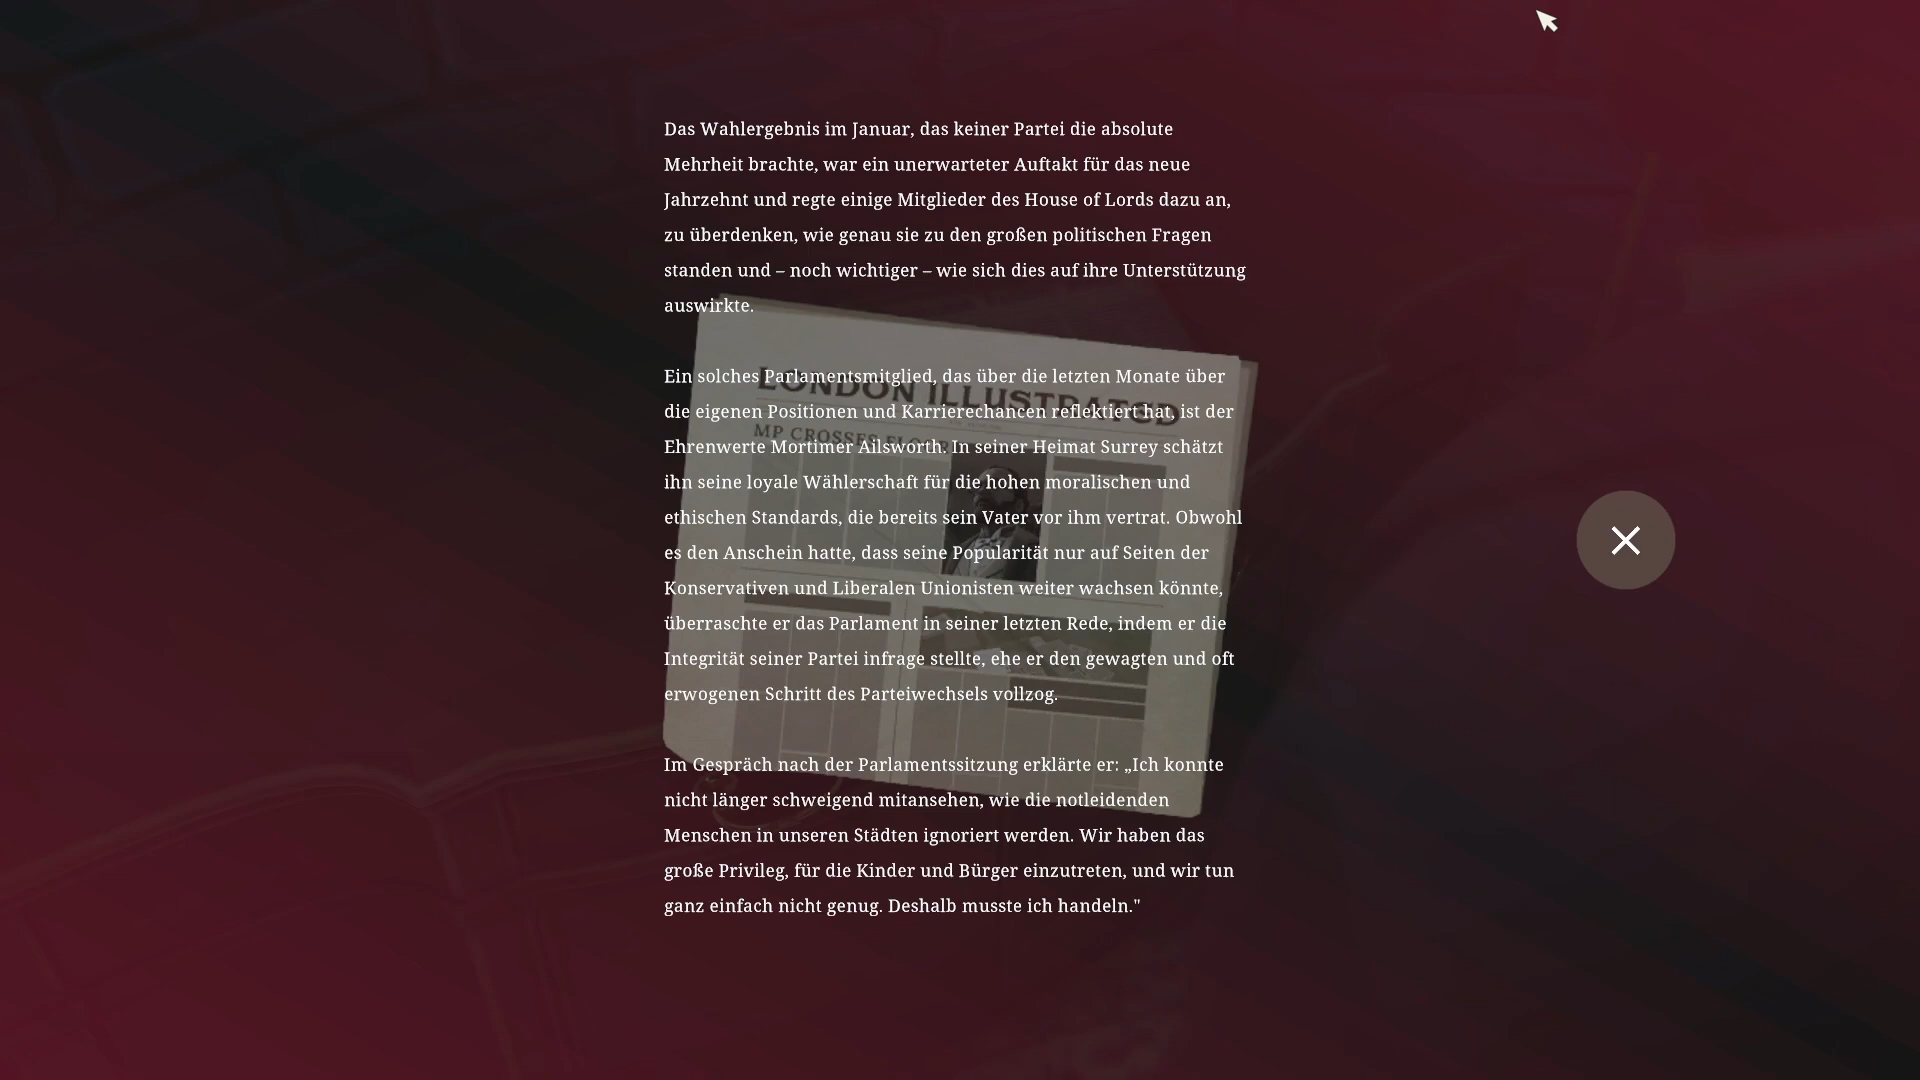 Das Wahlergebnis im Januar, das keiner Partei die absolute
Mehrheit brachte, war ein unerwarteter Auftakt für das neue
Jahrzehnt und regte einige Mitglieder des House of Lords dazu an,
zu überdenken, wie genau sie zu den großen politischen Fragen
standen und – noch wichtiger – wie sich dies auf ihre Unterstützung
auswirkte.
Ein solches Parlamentsmitglied, das über die letzten Monate über
die eigenen Positionen und Karrierechancen reflektiert hat, ist der
Ehrenwerte Mortimer Ailsworth. In seiner Heimat Surrey schätzt
ihn seine loyale Wählerschaft für die hohen moralischen und
ethischen Standards, die bereits sein Vater vor ihm vertrat. Obwohl
es den Anschein hatte, dass seine Popularität nur auf Seiten der
Konservativen und Liberalen Unionisten weiter wachsen könnte,
überraschte er das Parlament in seiner letzten Rede, indem er die
Integrität seiner Partei infrage stellte, ehe er den gewagten und oft
erwogenen Schritt des Parteiwechsels vollzog.
Im Gespräch nach der Parlamentssitzung erklärte er: „Ich konnte
nicht länger schweigend mitansehen, wie die notleidenden
Menschen in unseren Städten ignoriert werden. Wir haben das
große Privileg, für die Kinder und Bürger einzutreten, und wir tun
ganz einfach nicht genug. Deshalb musste ich handeln."
LONDON ILLUSTRATED
MP CROSSES FLOOR